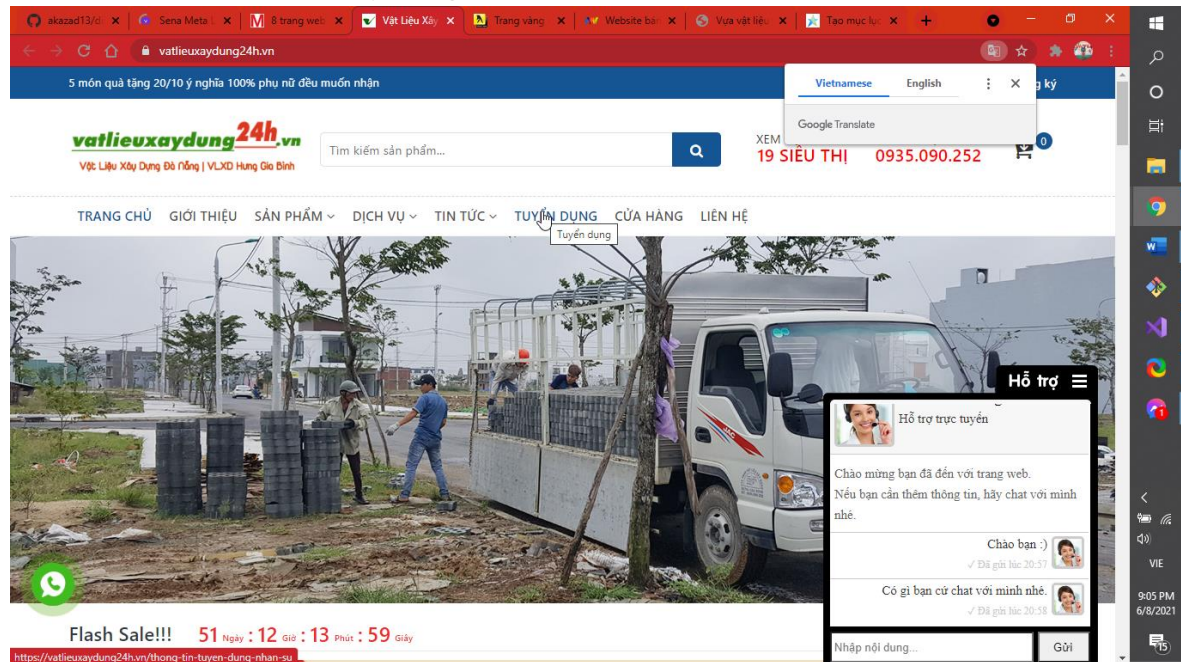 akazad13/di
Sena Meta L
8 trang web
Vật Liệu Xây
Trang vàng
Website bán
Vựa vật liệu
Tạo mục lục
vatlieuxaydung24h.vn
5 món quà tặng 20/10 ý nghĩa 100% phụ nữ đều muốn nhận
ký
Vietnamese
English
Google Translate
vatlieuxaydung24h.vn
Vật Liệu Xây Dựng Đà Nẵng | VLXD Hưng Gia Bình
Tìm kiếm sản phẩm...
XEM
19 SIÊU THỊ
0935.090.252
0
TRANG CHỦ
GIỚI THIỆU
SẢN PHẨM
DỊCH VỤ
TIN TỨC
TUYỂN DỤNG
CỬA HÀNG
LIÊN HỆ
Tuyển dụng
JAC
Hỗ trợ
Hỗ trợ trực tuyến
Chào mừng bạn đã đến với trang web.
Nếu bạn cần thêm thông tin, hãy chat với mình
nhé.
Chào bạn :)
✓ Đã gửi lúc 20:57
Có gì bạn cứ chat với mình nhé.
✓ Đã gửi lúc 20:58
Nhập nội dung...
Gửi
Flash Sale!!!
51 Ngày : 12 Giờ : 13 Phút : 59 Giây
https://vatlieuxaydung24h.vn/thong-tin-tuyen-dung-nhan-su
VIE
9:05 PM
6/8/2021
15